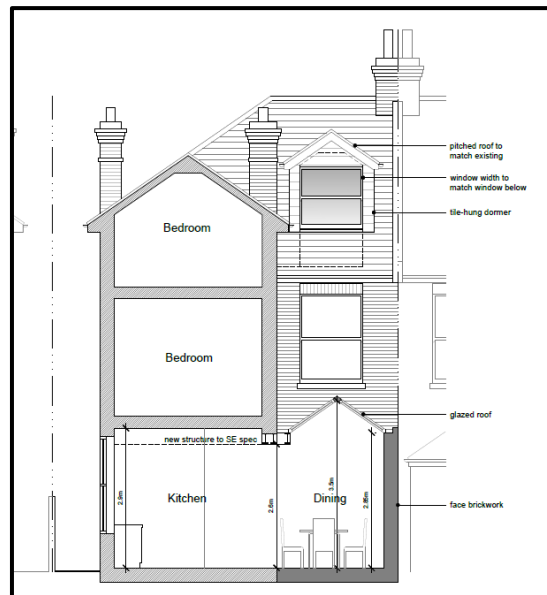 pitched roof to
match existing
window width to
match window below
tile-hung dormer
Bedroom
Bedroom
glazed roof
new structure to SE spec
2.9m
Kitchen
2.6m
3.5m
Dining
2.85m
face brickwork